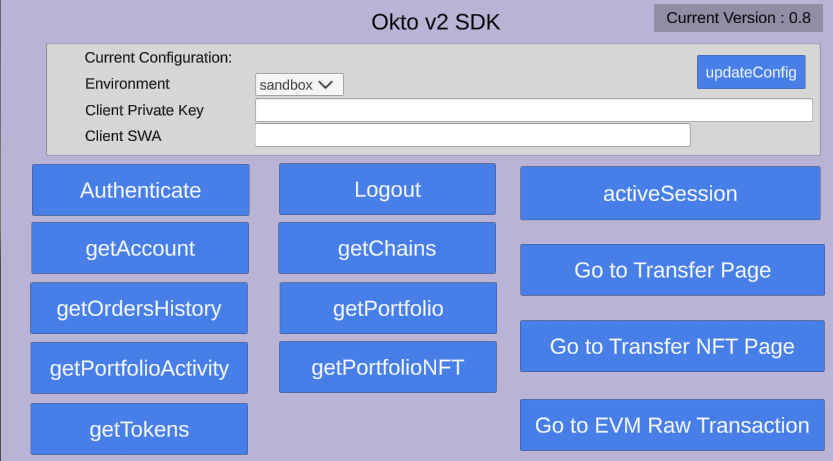 Okto v2 SDK
Current Version : 0.8
Current Configuration:
updateConfig
Environment
sandbox
Client Private Key
Client SWA
Authenticate
Logout
activeSession
getAccount
getChains
Go to Transfer Page
getOrdersHistory
getPortfolio
Go to Transfer NFT Page
getPortfolioActivity
getPortfolioNFT
getTokens
Go to EVM Raw Transaction